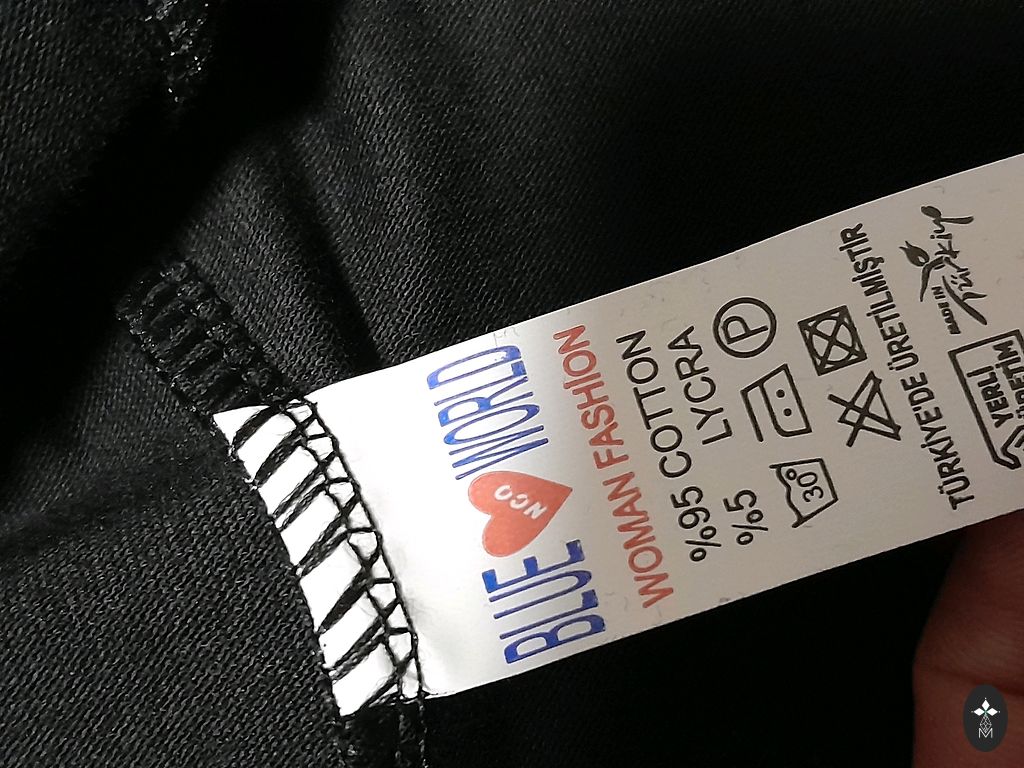 BLUE NCO WORLD
WOMAN FASHION
%95 COTTON
%5 LYCRA
30° P
TÜRKİYE'DE ÜRETİLMİŞTİR
YERLİ
ÜRETİM
MADE IN
Türkiye
M